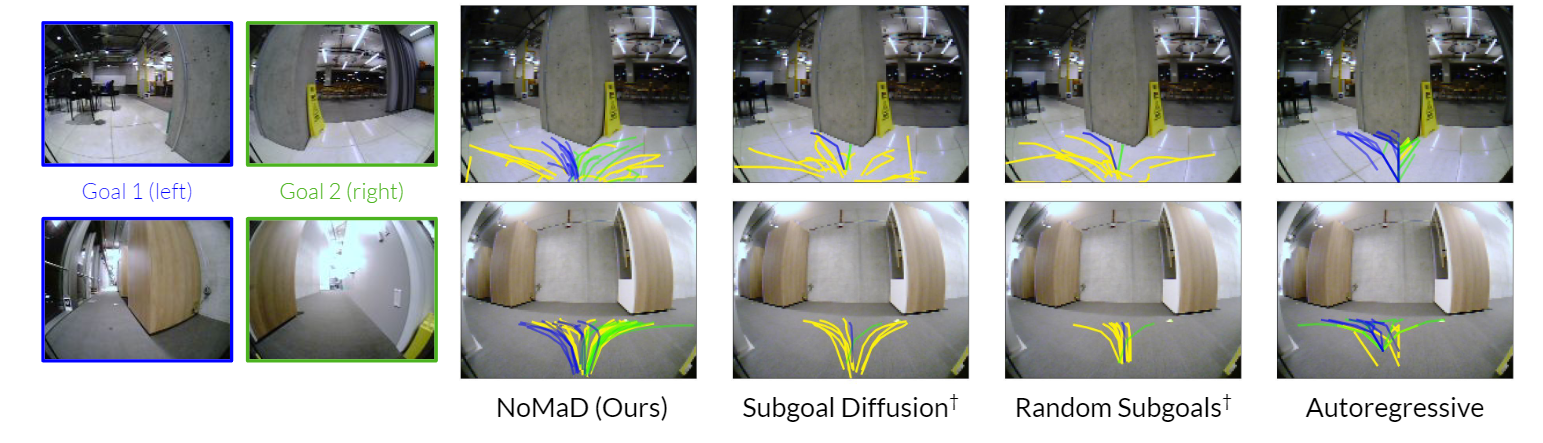 Goal 1 (left)
Goal 2 (right)
NoMaD (Ours)
Subgoal Diffusion†
Random Subgoals†
Autoregressive